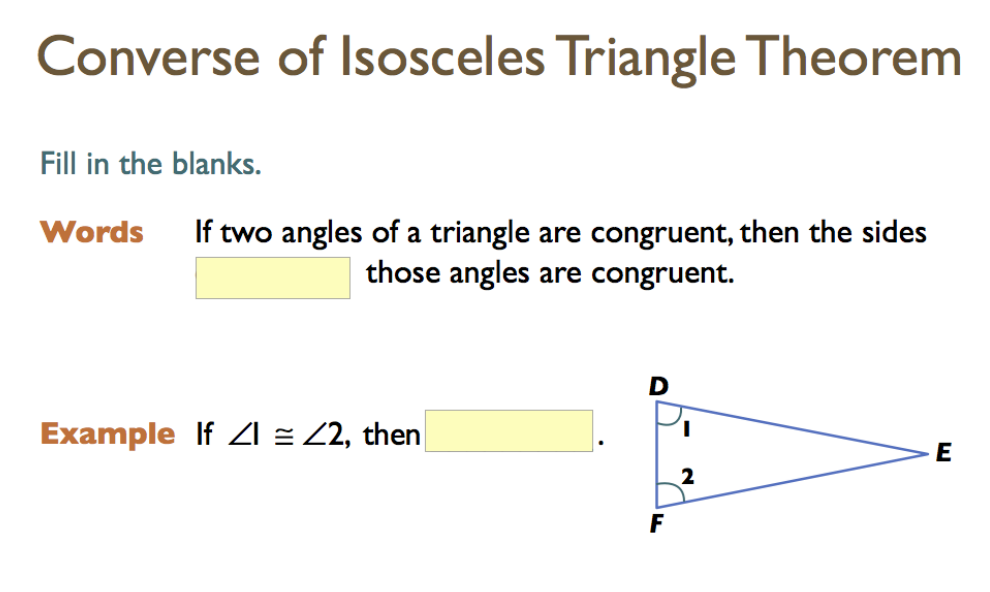 Converse of Isosceles Triangle Theorem
Fill in the blanks.
Words If two angles of a triangle are congruent, then the sides
those angles are congruent.
D
1
Example If ∠1 ≅ ∠2, then .
E
2
F